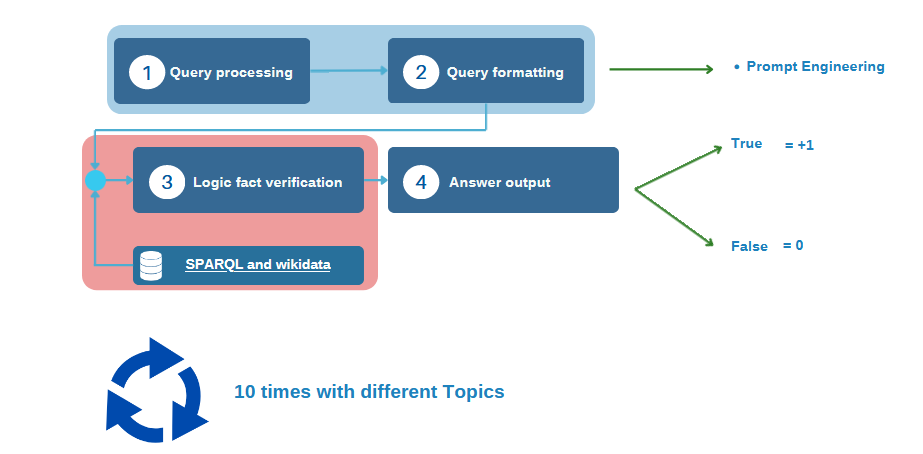 1 Query processing
2 Query formatting
• Prompt Engineering
3 Logic fact verification
4 Answer output
True = +1
False = 0
SPARQL and wikidata
10 times with different Topics